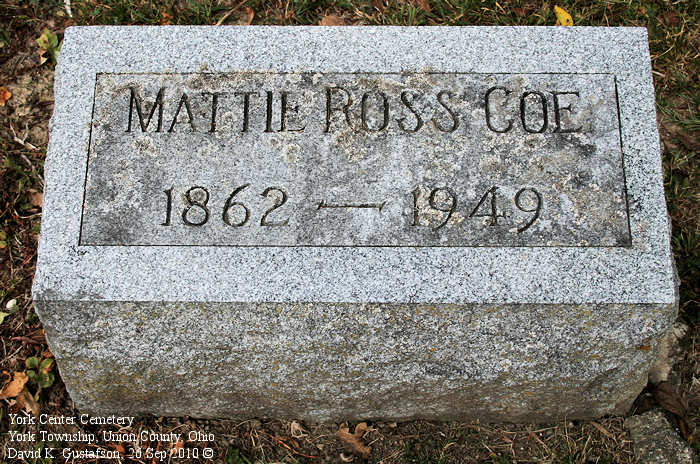 MATTIE ROSS COE
1862 — 1949
York Center Cemetery
York Township, Union County, Ohio
David K. Gustafson, 26 Sep 2010 ©